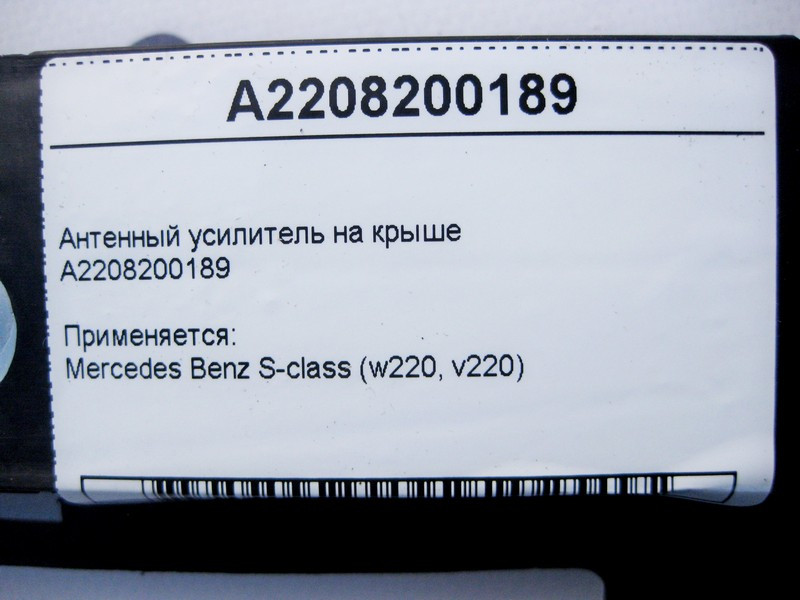 A2208200189
Антенный усилитель на крыше
A2208200189
Применяется:
Mercedes Benz S-class (w220, v220)